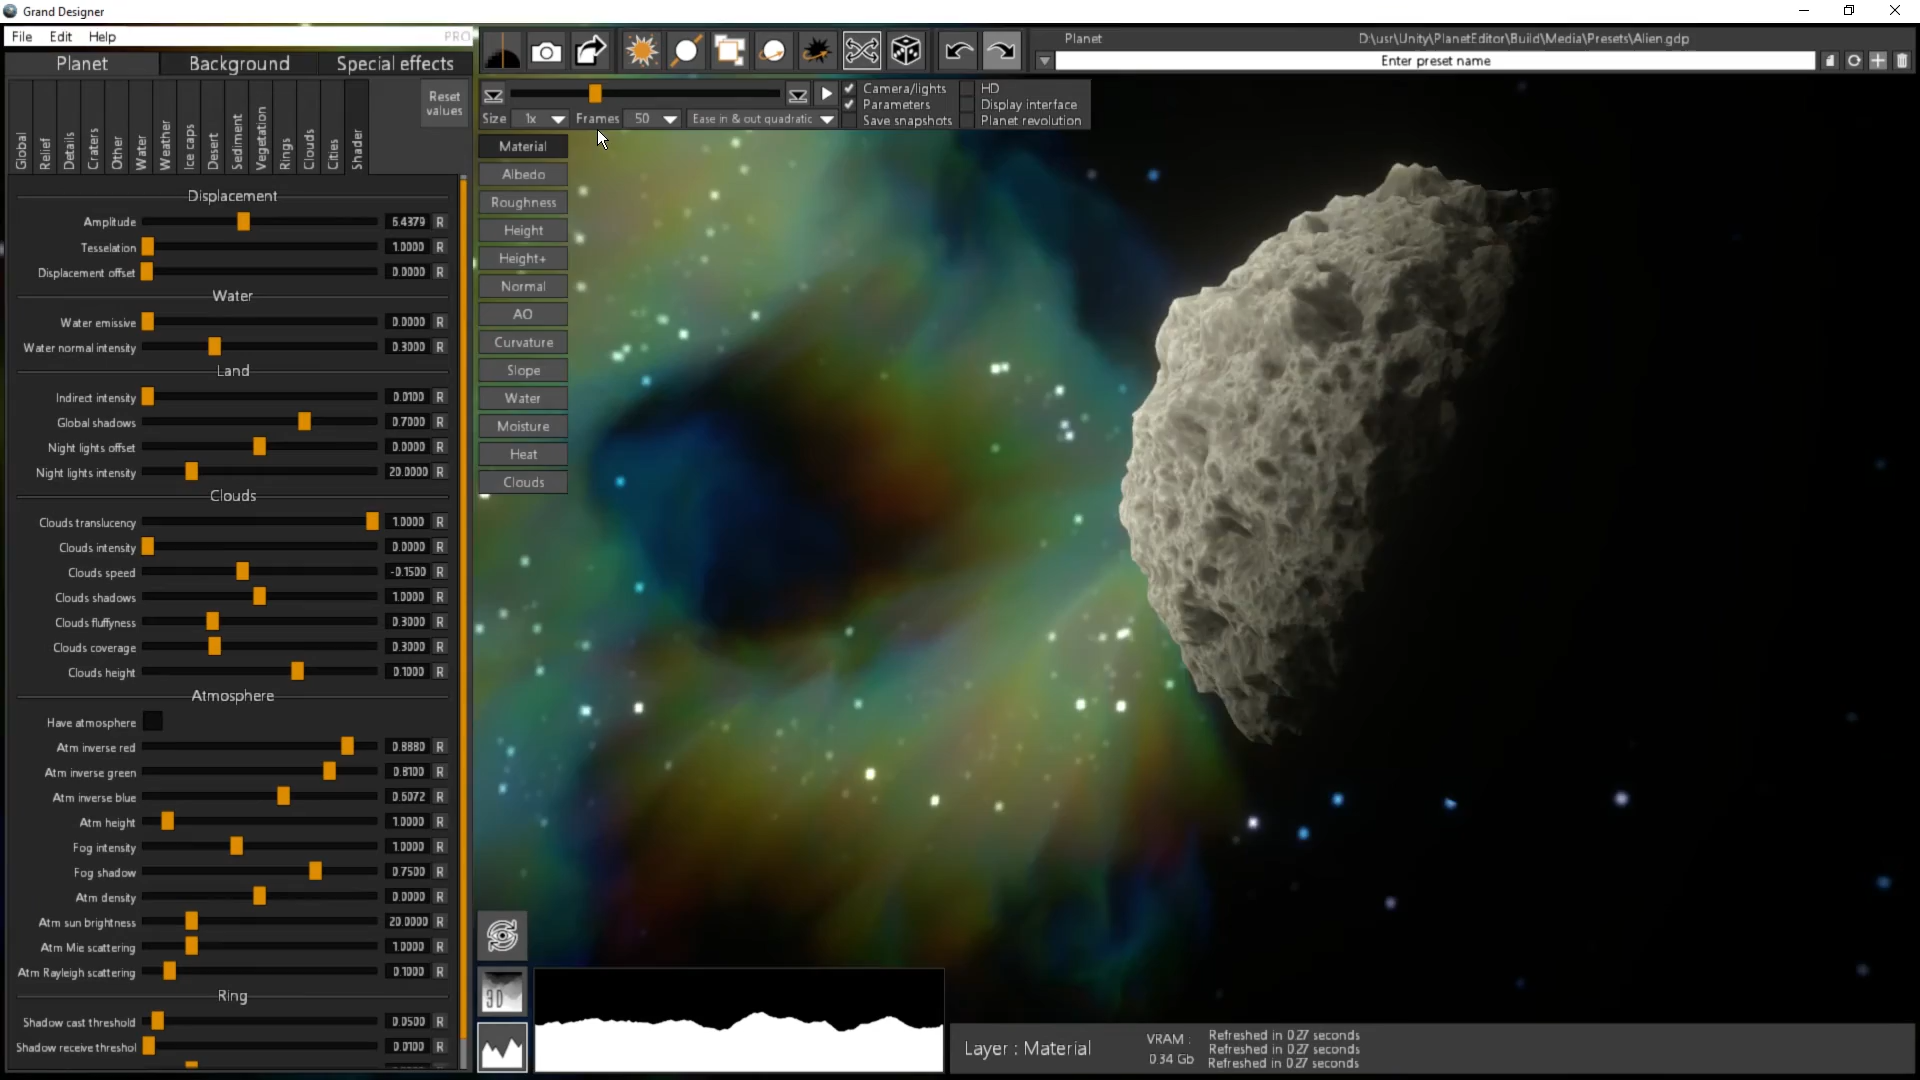 Grand Designer
File Edit Help PRO
Planet Background Special effects
Global
Relief
Details
Craters
Other
Water
Weather
Ice caps
Desert
Sediment
Vegetation
Rings
Clouds
Cities
Shader
Reset
values
Displacement
Amplitude 6.4379 R
Tesselation 1.0000 R
Displacement offset 0.0000 R
Water
Water emissive 0.0000 R
Water normal intensity 0.3000 R
Land
Indirect intensity 0.0100 R
Global shadows 0.7000 R
Night lights offset 0.0000 R
Night lights intensity 20.0000 R
Clouds
Clouds translucency 1.0000 R
Clouds intensity 0.0000 R
Clouds speed -0.1500 R
Clouds shadows 1.0000 R
Clouds fluffyness 0.3000 R
Clouds coverage 0.3000 R
Clouds height 0.1000 R
Atmosphere
Have atmosphere
Atm inverse red 0.8880 R
Atm inverse green 0.8100 R
Atm inverse blue 0.6072 R
Atm height 1.0000 R
Fog intensity 1.0000 R
Fog shadow 0.7500 R
Atm density 0.0000 R
Atm sun brightness 20.0000 R
Atm Mie scattering 1.0000 R
Atm Rayleigh scattering 0.1000 R
Ring
Shadow cast threshold 0.0500 R
Shadow receive threshol 0.0100 R
Planet D:\usr\Unity\PlanetEditor\Build\Media\Presets\Alien.gdp
Enter preset name
Camera/lights HD
Parameters Display interface
Save snapshots Planet revolution
Size 1x Frames 50 Ease in & out quadratic
Material
Albedo
Roughness
Height
Height+
Normal
AO
Curvature
Slope
Water
Moisture
Heat
Clouds
3D
Layer : Material
VRAM :
0.34 Gb
Refreshed in 0.27 seconds
Refreshed in 0.27 seconds
Refreshed in 0.27 seconds